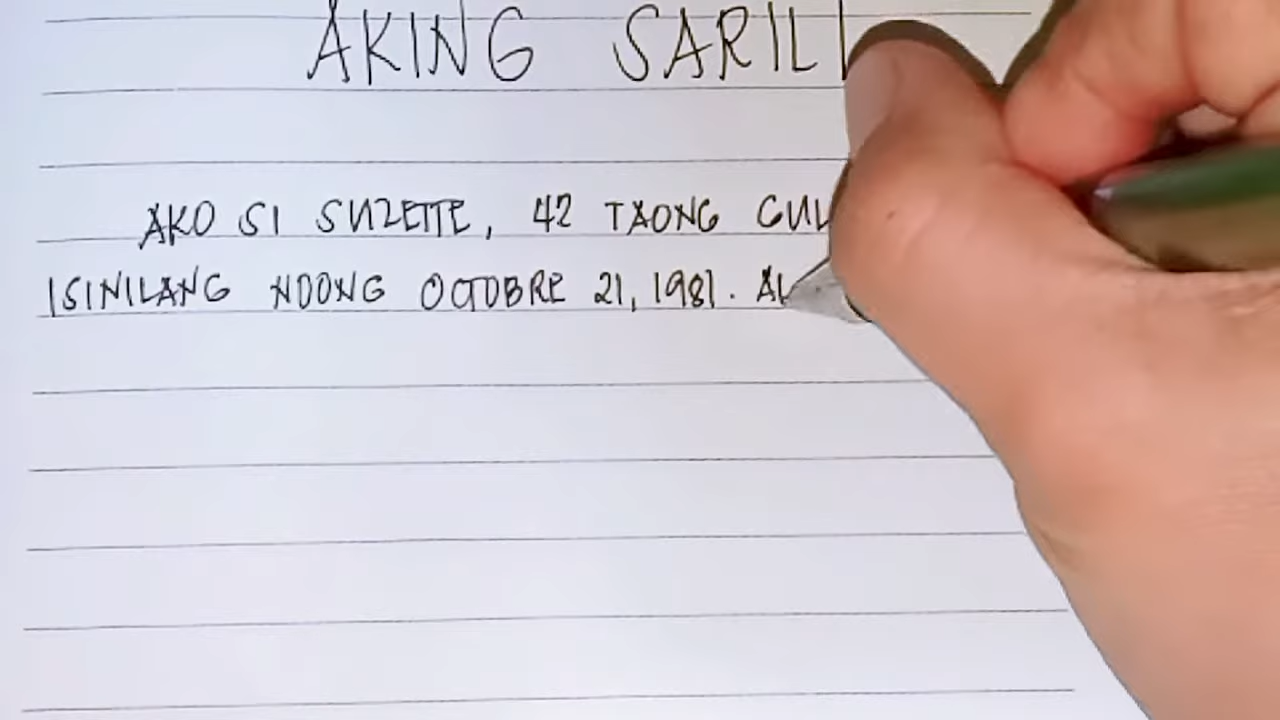 AKING SARILI
AKO SI SUZETTE, 42 TAONG
ISINILANG NOONG OCTOBRE 21, 1981.